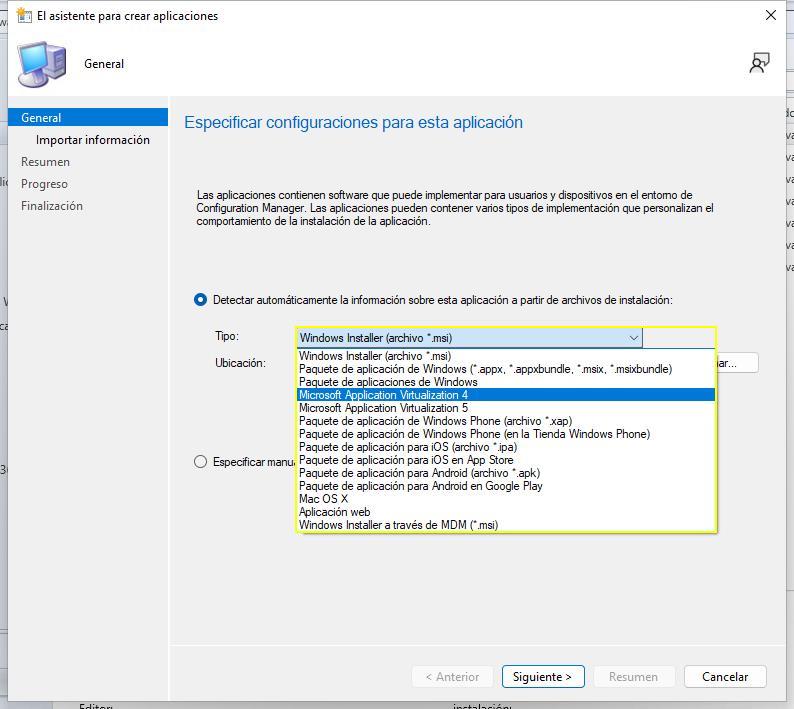 El asistente para crear aplicaciones
General
General
Importar información
Resumen
Progreso
Finalización
Especificar configuraciones para esta aplicación
Las aplicaciones contienen software que puede implementar para usuarios y dispositivos en el entorno de
Configuration Manager. Las aplicaciones pueden contener varios tipos de implementación que personalizan el
comportamiento de la instalación de la aplicación.
Detectar automáticamente la información sobre esta aplicación a partir de archivos de instalación:
Tipo:
Windows Installer (archivo *.msi)
Ubicación:
Windows Installer (archivo *.msi)
Paquete de aplicación de Windows (*.appx, *.appxbundle, *.msix, *.msixbundle)
Paquete de aplicaciones de Windows
Microsoft Application Virtualization 4
Microsoft Application Virtualization 5
Paquete de aplicación de Windows Phone (archivo *.xap)
Paquete de aplicación de Windows Phone (en la Tienda Windows Phone)
Paquete de aplicación para iOS (archivo *.ipa)
Paquete de aplicación para iOS en App Store
Paquete de aplicación para Android (archivo *.apk)
Paquete de aplicación para Android en Google Play
Mac OS X
Aplicación web
Windows Installer a través de MDM (*.msi)
Especificar
< Anterior
Siguiente >
Resumen
Cancelar